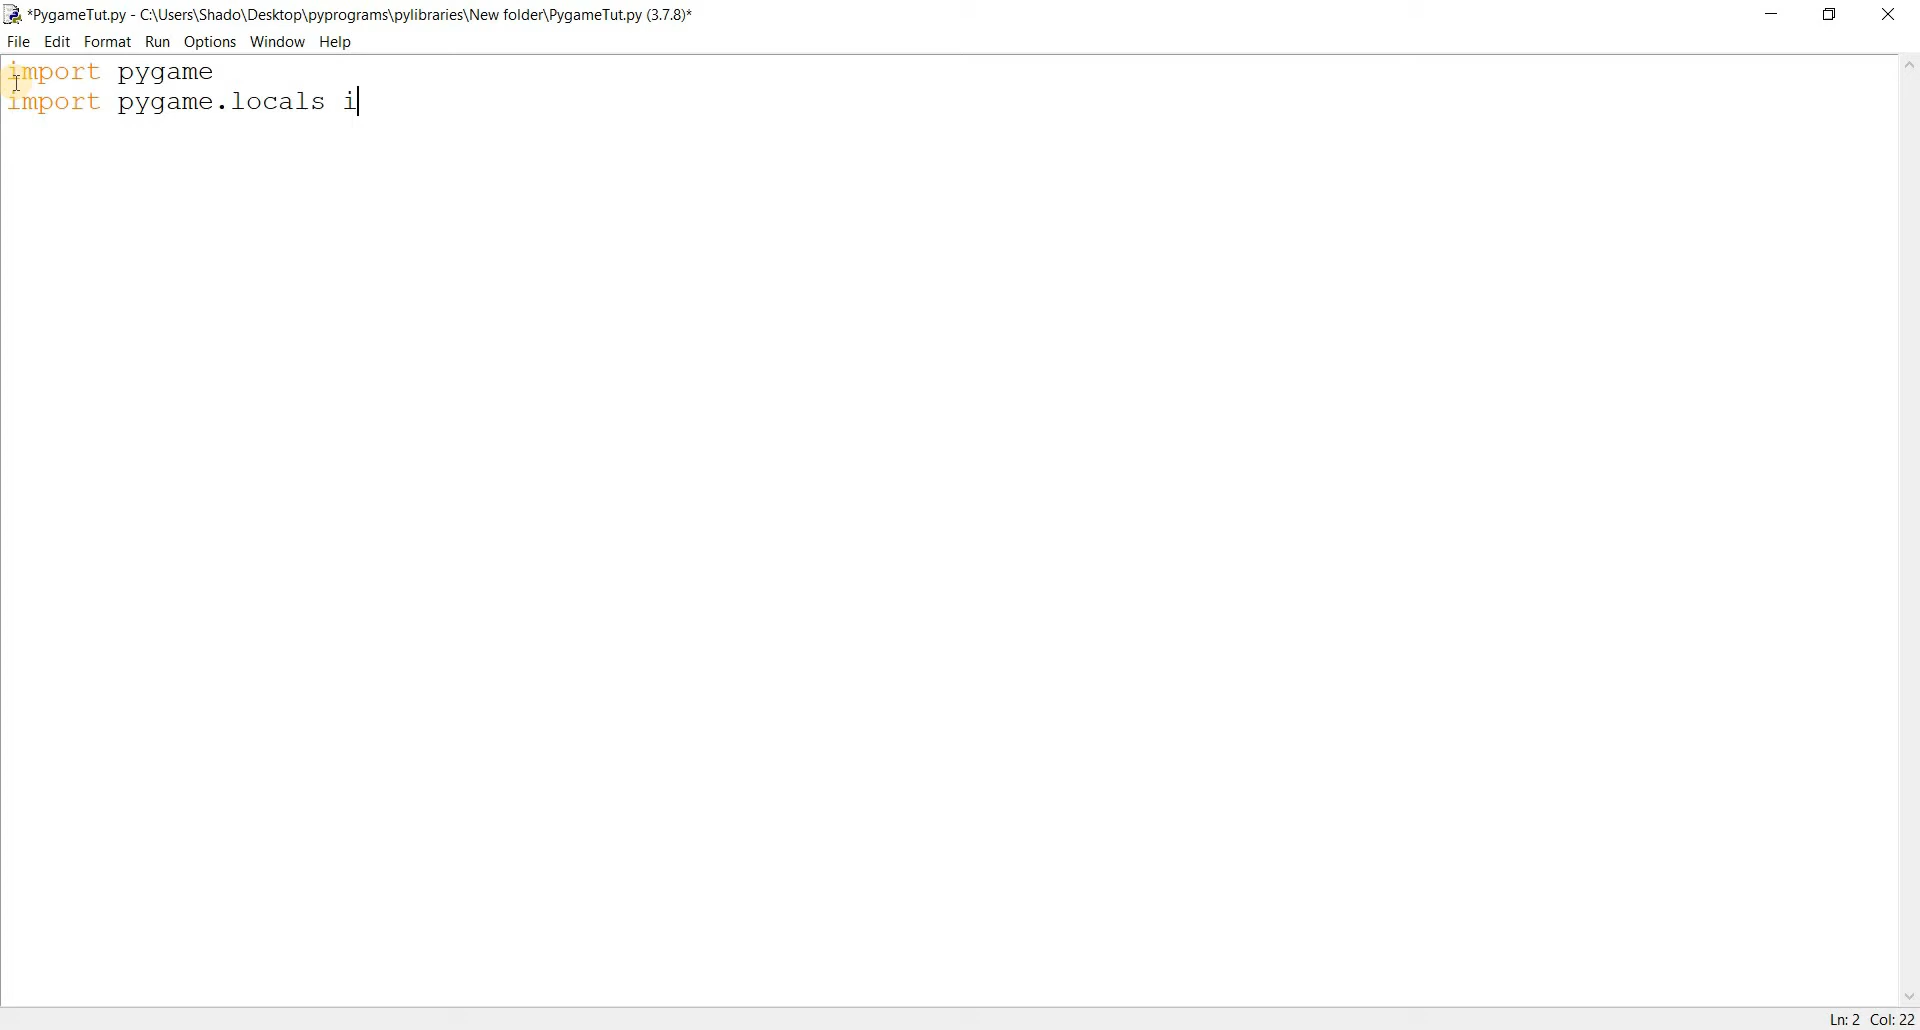 *PygameTut.py - C:\Users\Shado\Desktop\pyprograms\pylibraries\New folder\PygameTut.py (3.7.8)*
File Edit Format Run Options Window Help
import pygame
import pygame.locals i
Ln: 2 Col: 22